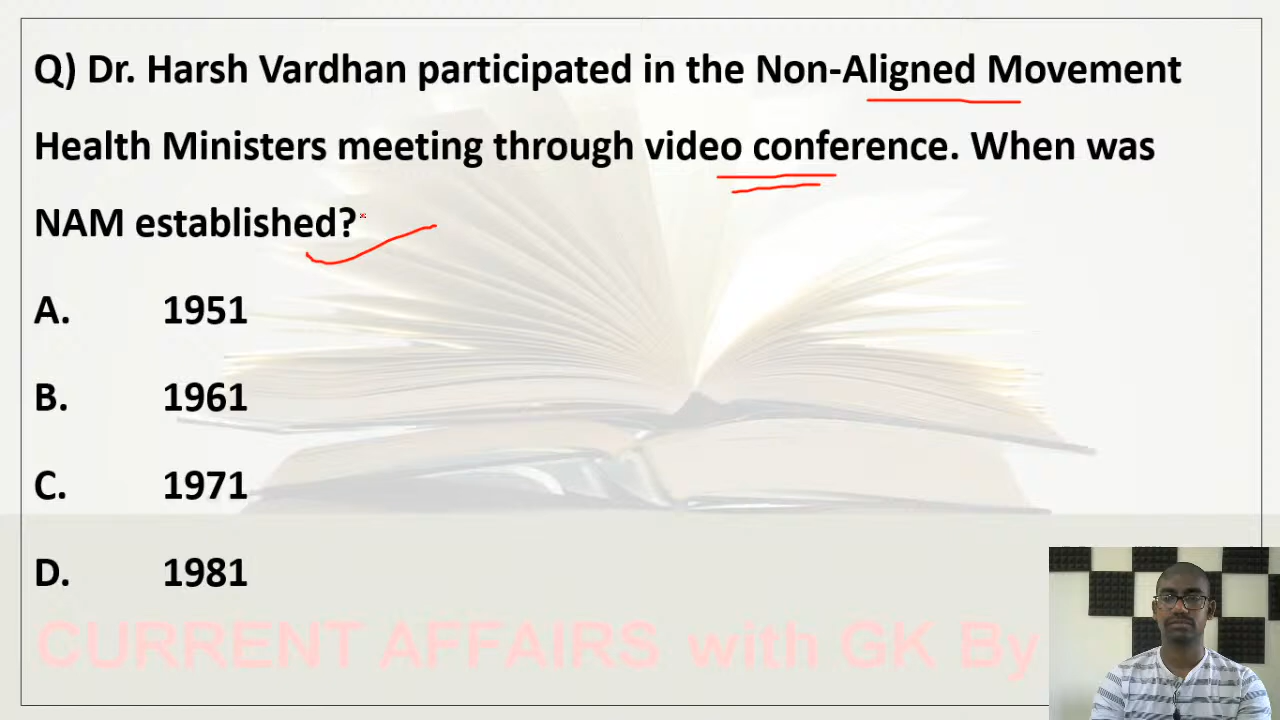 Q) Dr. Harsh Vardhan participated in the Non-Aligned Movement
Health Ministers meeting through video conference. When was
NAM established?
A. 1951
B. 1961
C. 1971
D. 1981
CURRENT AFFAIRS with GK By